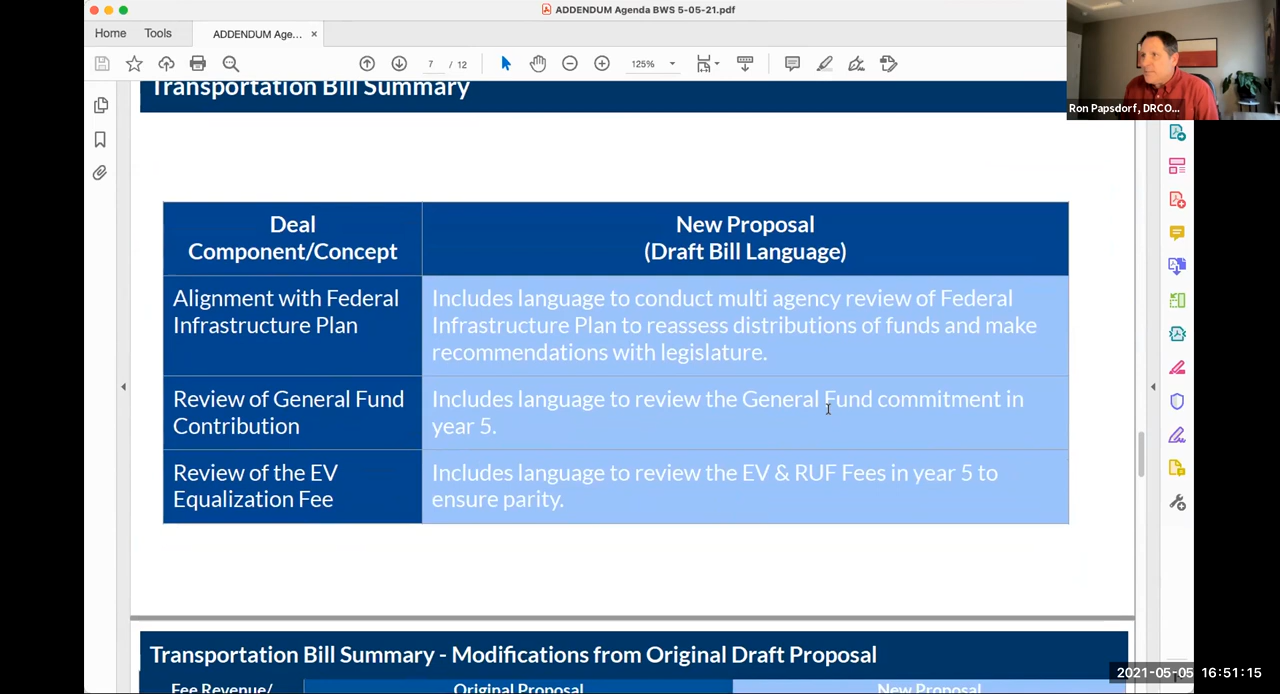 ADDENDUM Agenda BWS 5-05-21.pdf
Home
Tools
ADDENDUM Age...
7
/ 12
125%
Ron Papsdorf, DRCO...
Transportation Bill Summary
Deal
Component/Concept
New Proposal
(Draft Bill Language)
Alignment with Federal
Infrastructure Plan
Includes language to conduct multi agency review of Federal
Infrastructure Plan to reassess distributions of funds and make
recommendations with legislature.
Review of General Fund
Contribution
Includes language to review the General Fund commitment in
year 5.
Review of the EV
Equalization Fee
Includes language to review the EV & RUF Fees in year 5 to
ensure parity.
Transportation Bill Summary - Modifications from Original Draft Proposal
Fee Revenue/
Original Proposal
New Proposal
2021-05-05 16:51:15